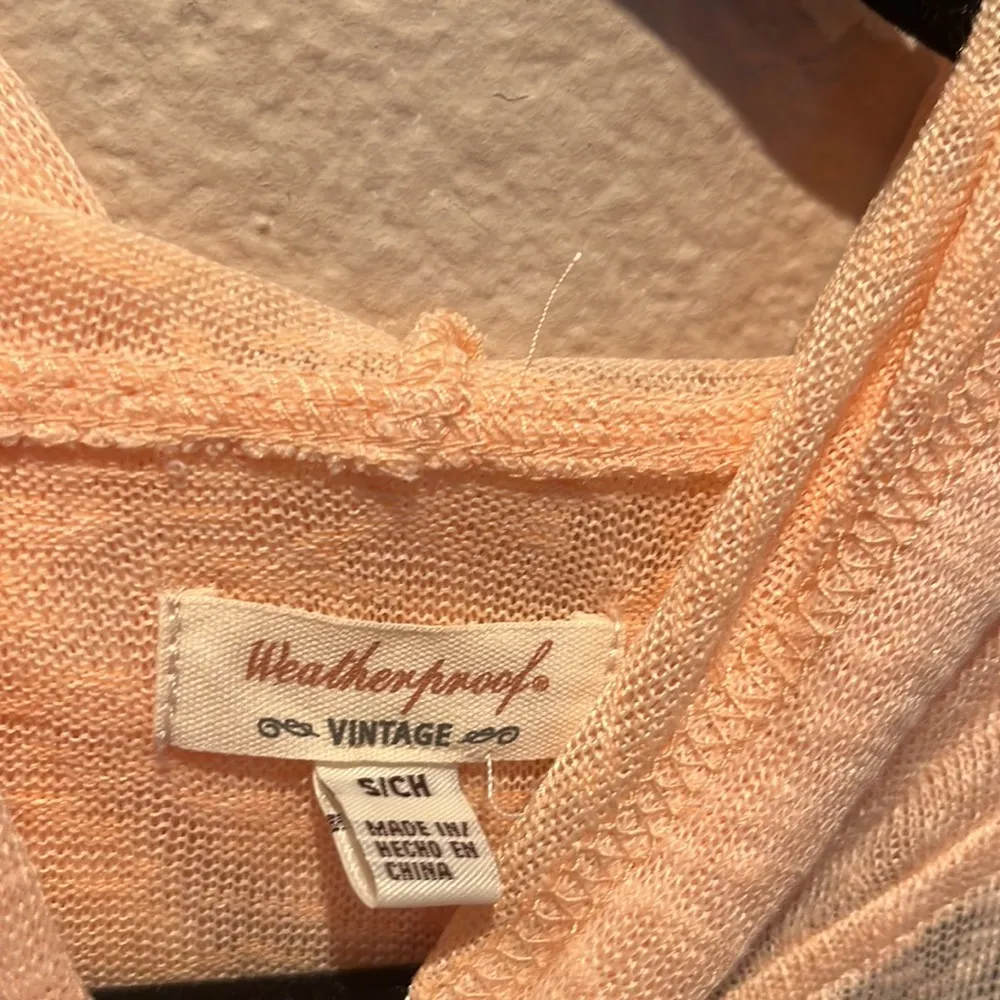 Weatherproof®
VINTAGE
S/CH
MADE IN/
HECHO EN
CHINA